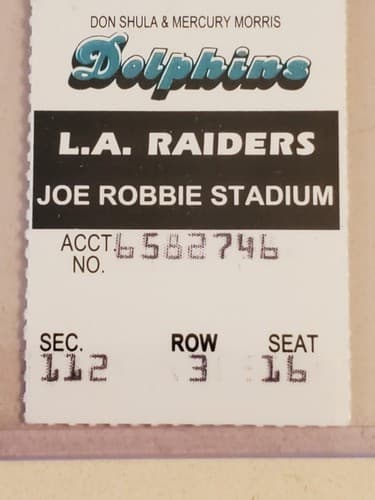 DON SHULA & MERCURY MORRIS
Dolphins
L.A. RAIDERS
JOE ROBBIE STADIUM
ACCT. 6582746
NO.
SEC. ROW SEAT
112 3 16